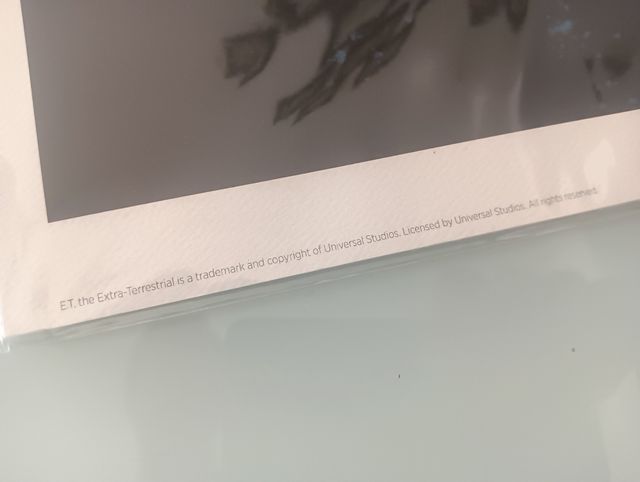 E.T. the Extra-Terrestrial is a trademark and copyright of Universal Studios. Licensed by Universal Studios. All rights reserved.